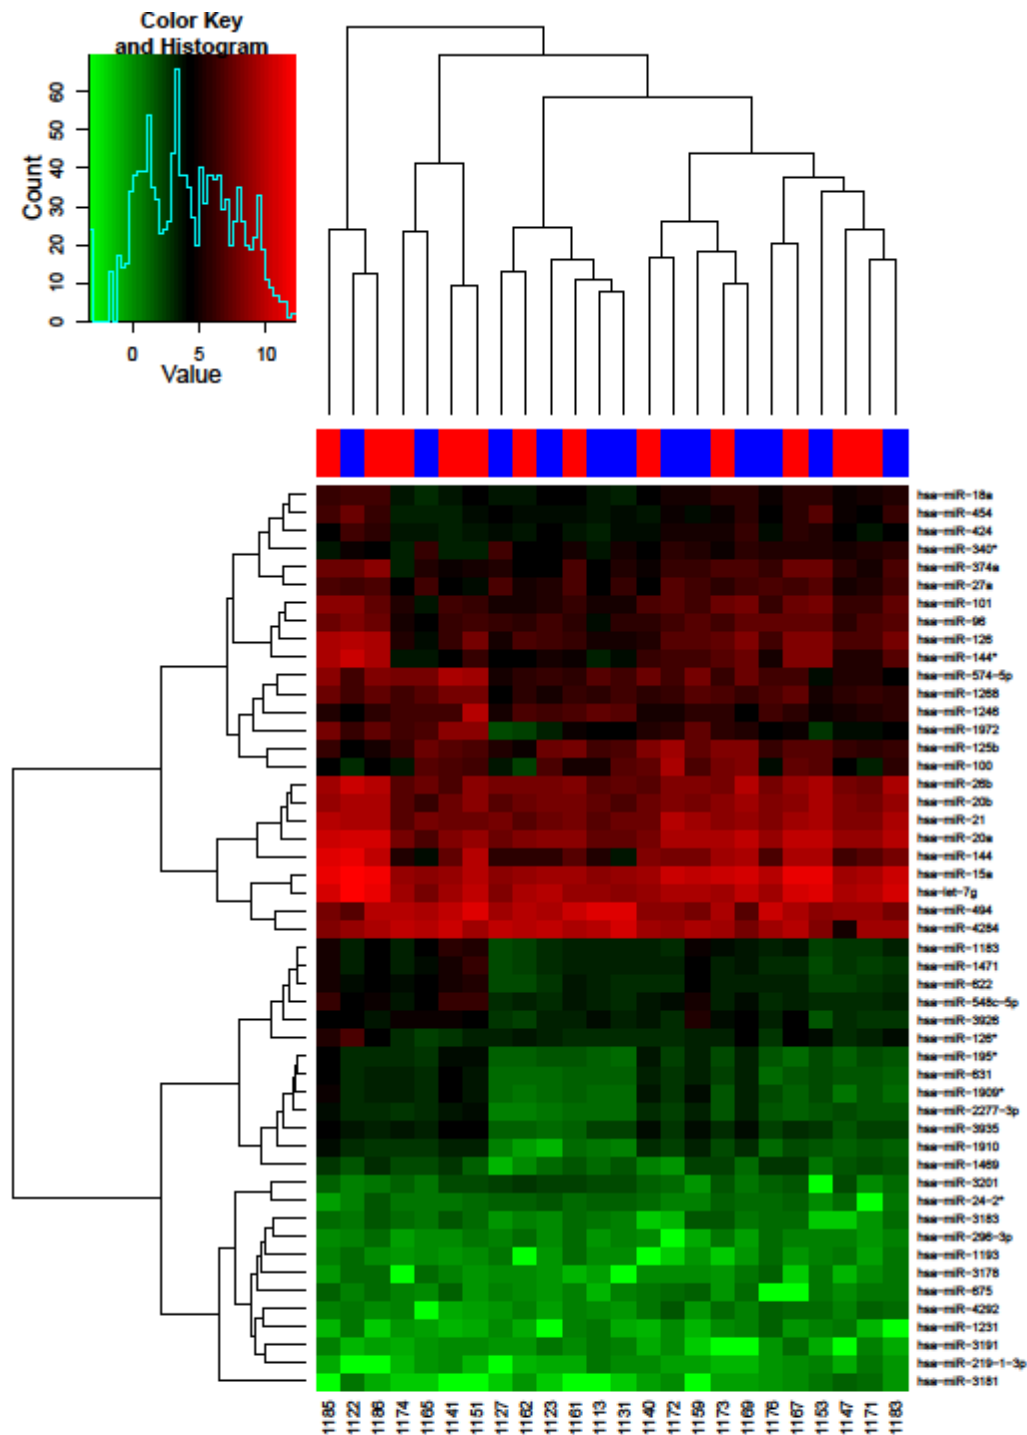 Color Key
and Histogram
Count
0
10
20
30
40
50
60
0 5 10
Value
hsa-miR-18a
hsa-miR-454
hsa-miR-424
hsa-miR-340*
hsa-miR-374a
hsa-miR-27a
hsa-miR-101
hsa-miR-96
hsa-miR-126
hsa-miR-144*
hsa-miR-574-5p
hsa-miR-1268
hsa-miR-1246
hsa-miR-1972
hsa-miR-125b
hsa-miR-100
hsa-miR-26b
hsa-miR-20b
hsa-miR-21
hsa-miR-20a
hsa-miR-144
hsa-miR-15a
hsa-let-7g
hsa-miR-494
hsa-miR-4284
hsa-miR-1183
hsa-miR-1471
hsa-miR-622
hsa-miR-548c-5p
hsa-miR-3926
hsa-miR-126*
hsa-miR-195*
hsa-miR-631
hsa-miR-1909*
hsa-miR-2277-3p
hsa-miR-3935
hsa-miR-1910
hsa-miR-1469
hsa-miR-3201
hsa-miR-24-2*
hsa-miR-3183
hsa-miR-296-3p
hsa-miR-1193
hsa-miR-3178
hsa-miR-675
hsa-miR-4292
hsa-miR-1231
hsa-miR-3191
hsa-miR-219-1-3p
hsa-miR-3181
1185 1122 1186 1174 1165 1141 1151 1127 1162 1123 1161 1113 1131 1140 1172 1159 1173 1169 1176 1167 1153 1147 1171 1183